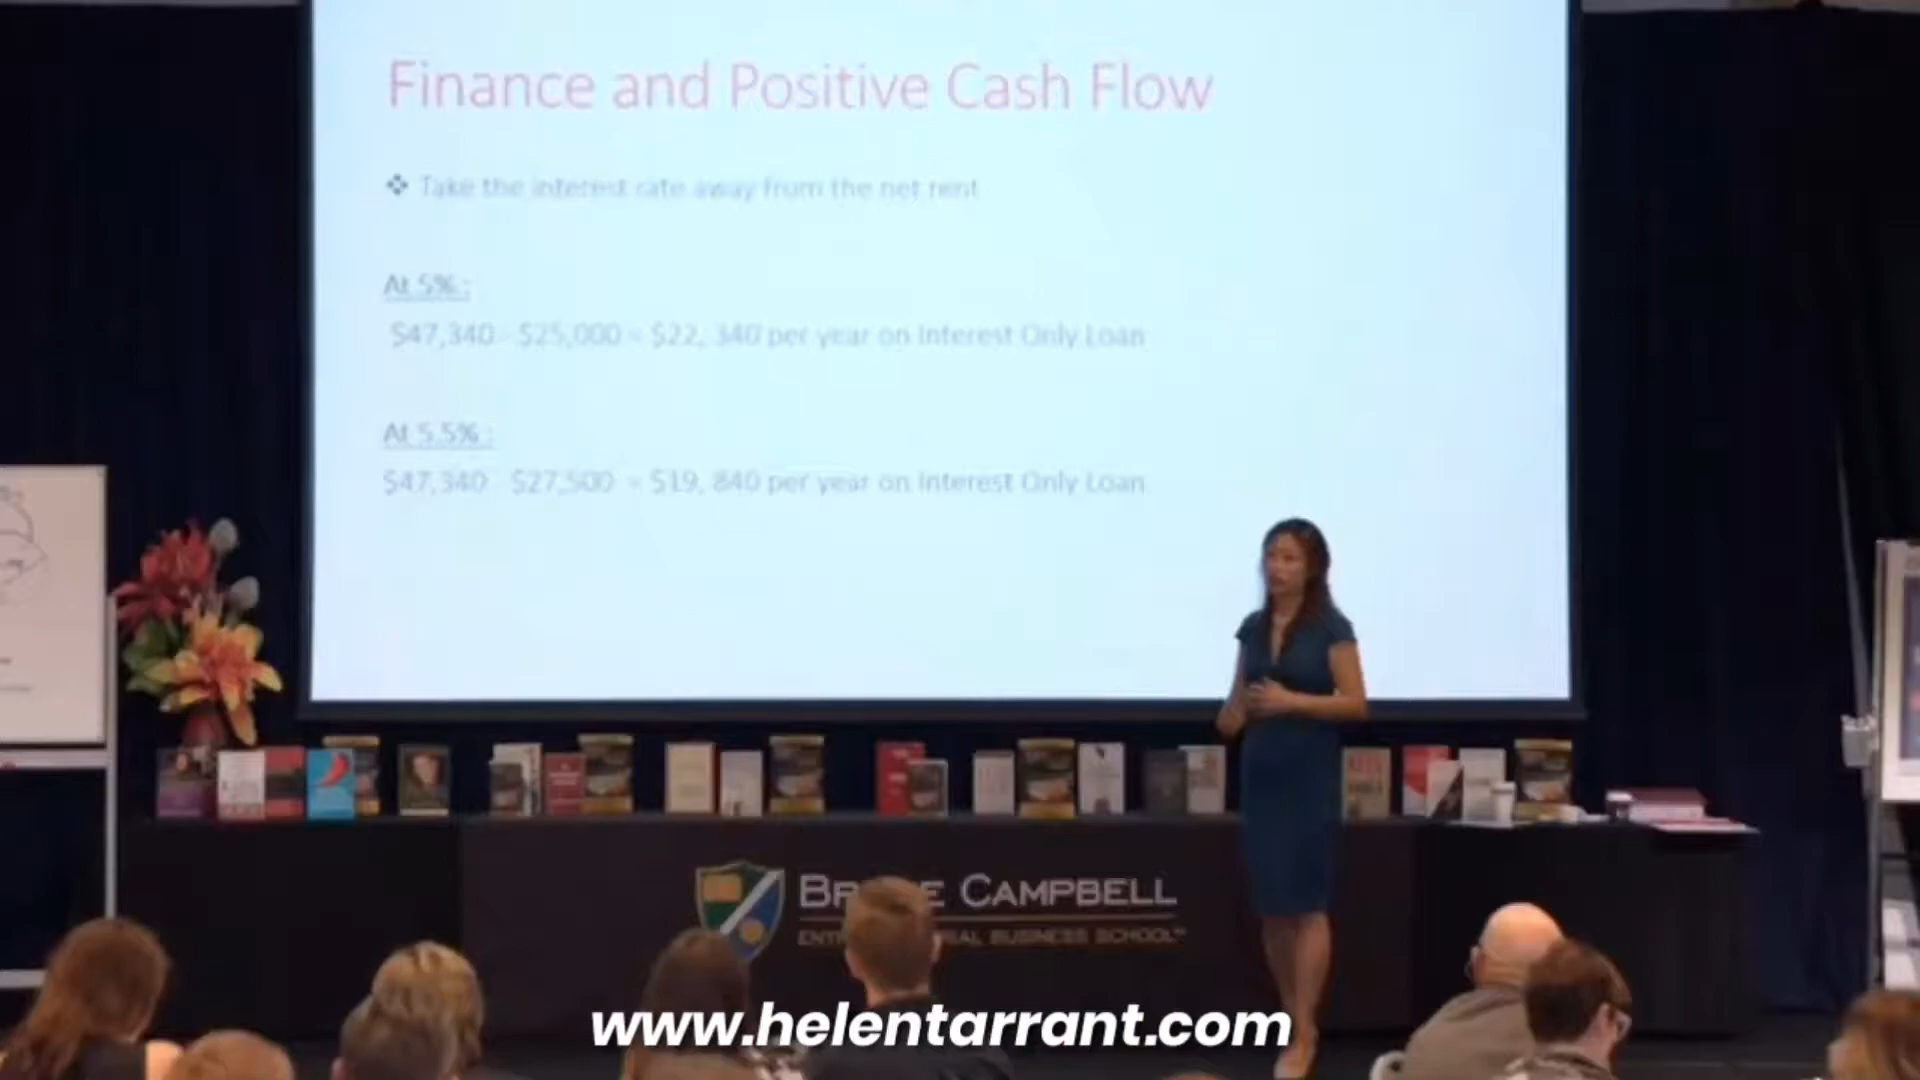 Finance and Positive Cash Flow
❖ Take the interest rate away from the net rent
At 5% :
$47,340 - $25,000 = $22, 340 per year on Interest Only Loan
At 5.5% :
$47,340 $27,500 = $19, 840 per year on Interest Only Loan
CAMPBELL
BUSINESS SCHOOL™
www.helentarrant.com